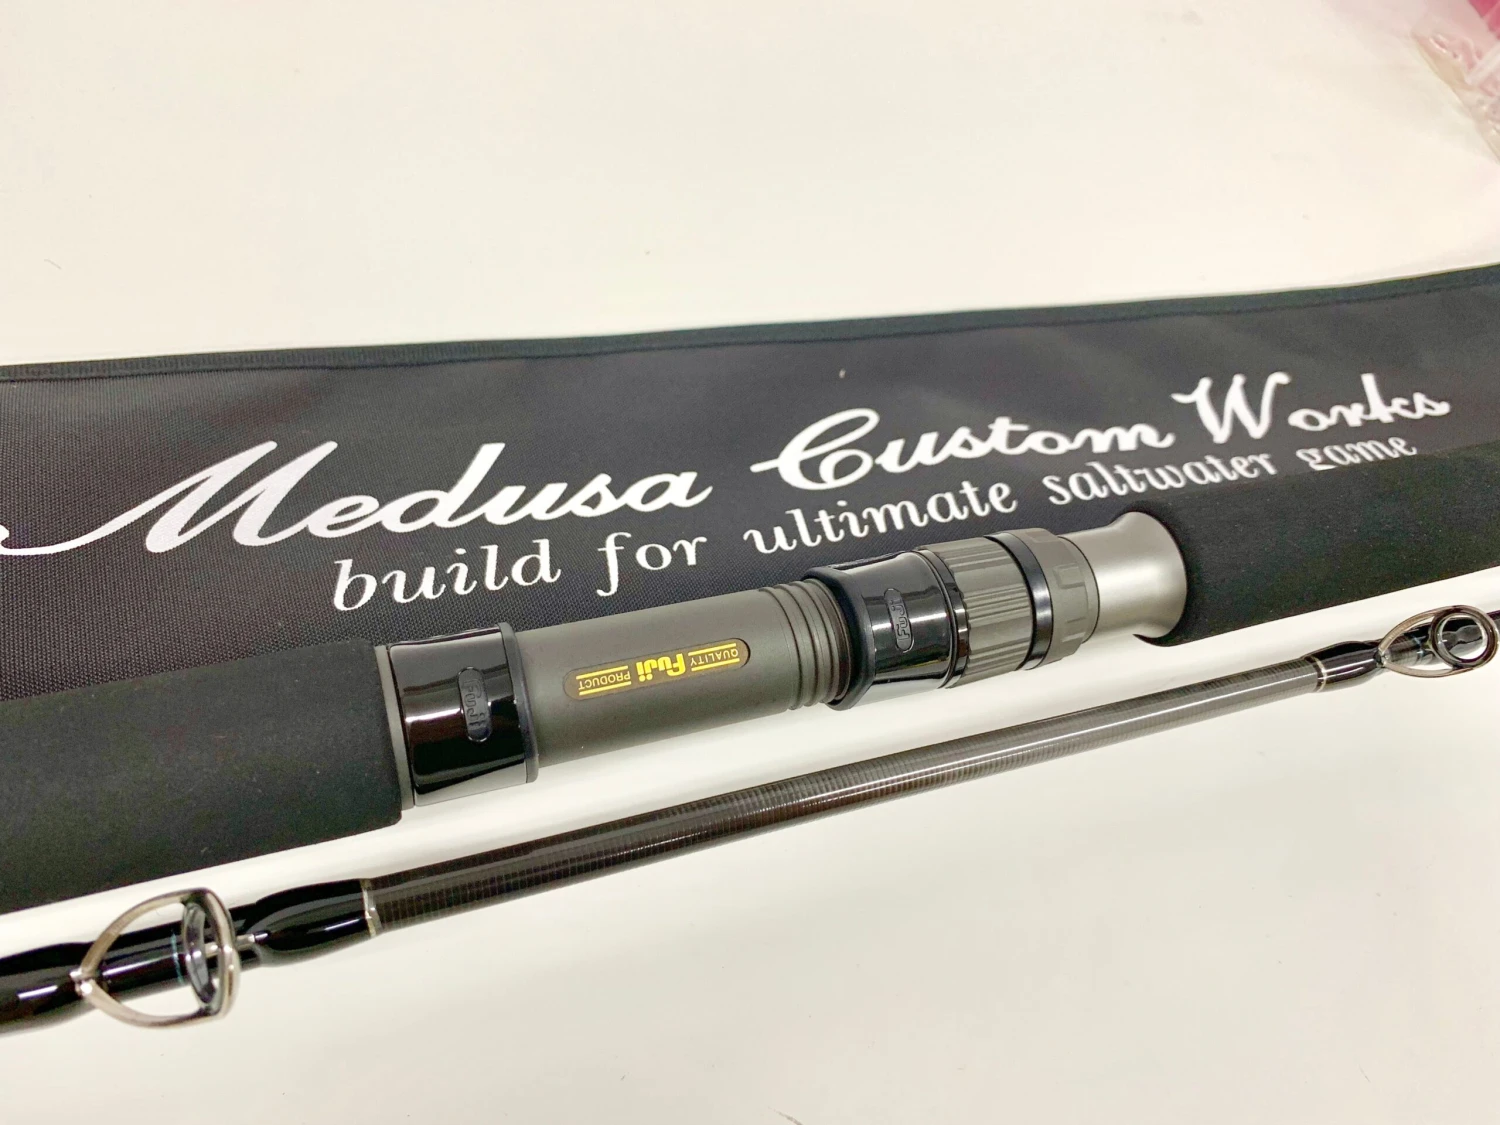 Medusa Custom Works
build for ultimate saltwater game
FUJI
QUALITY
Fuji
PRODUCT
FUJI